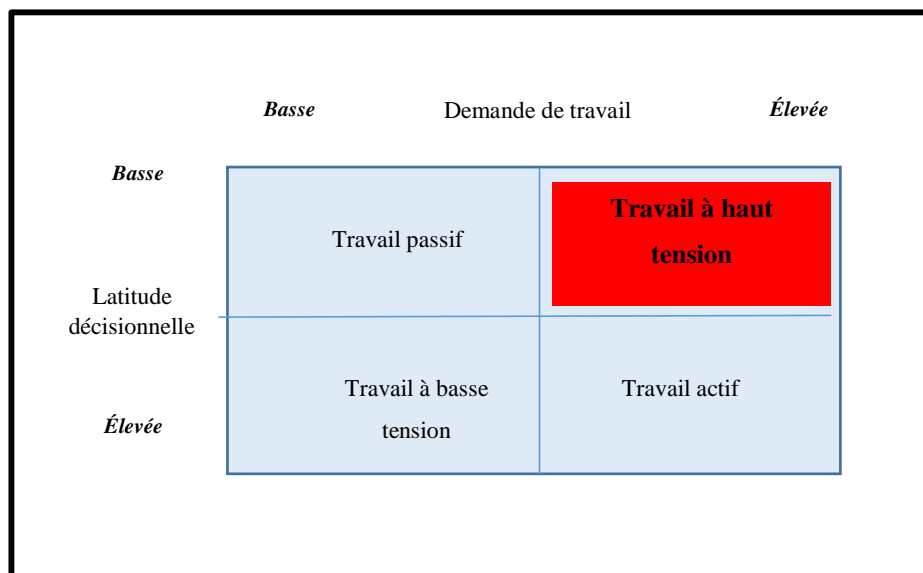 Basse Demande de travail Élevée
Basse
Travail à haut
tension
Travail passif
Latitude
décisionnelle
Travail à basse
tension
Travail actif
Élevée